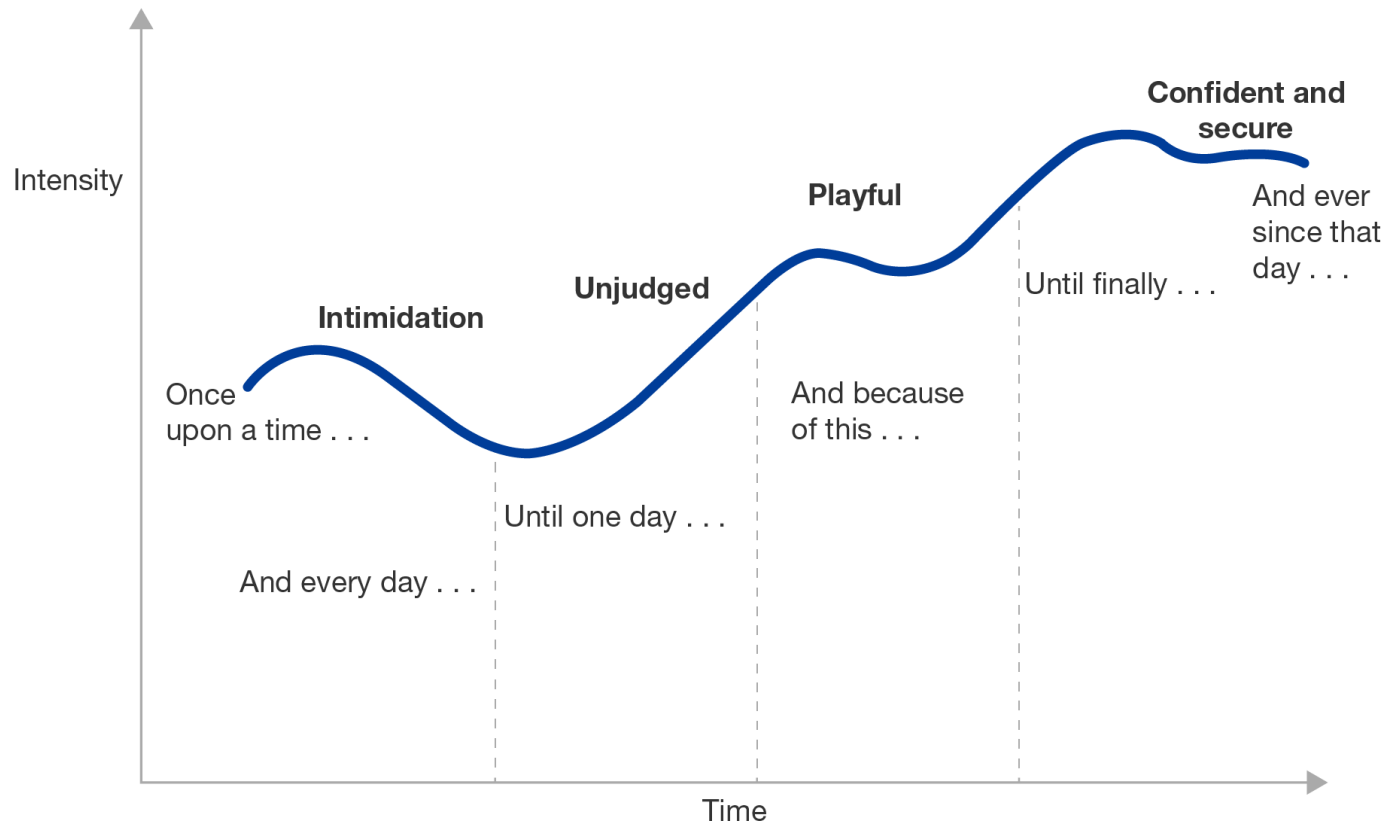 Confident and
secure
Intensity
Playful
And ever
since that
day . . .
Until finally . . .
Unjudged
Intimidation
Once
upon a time . . .
And because
of this . . .
Until one day . . .
And every day . . .
Time